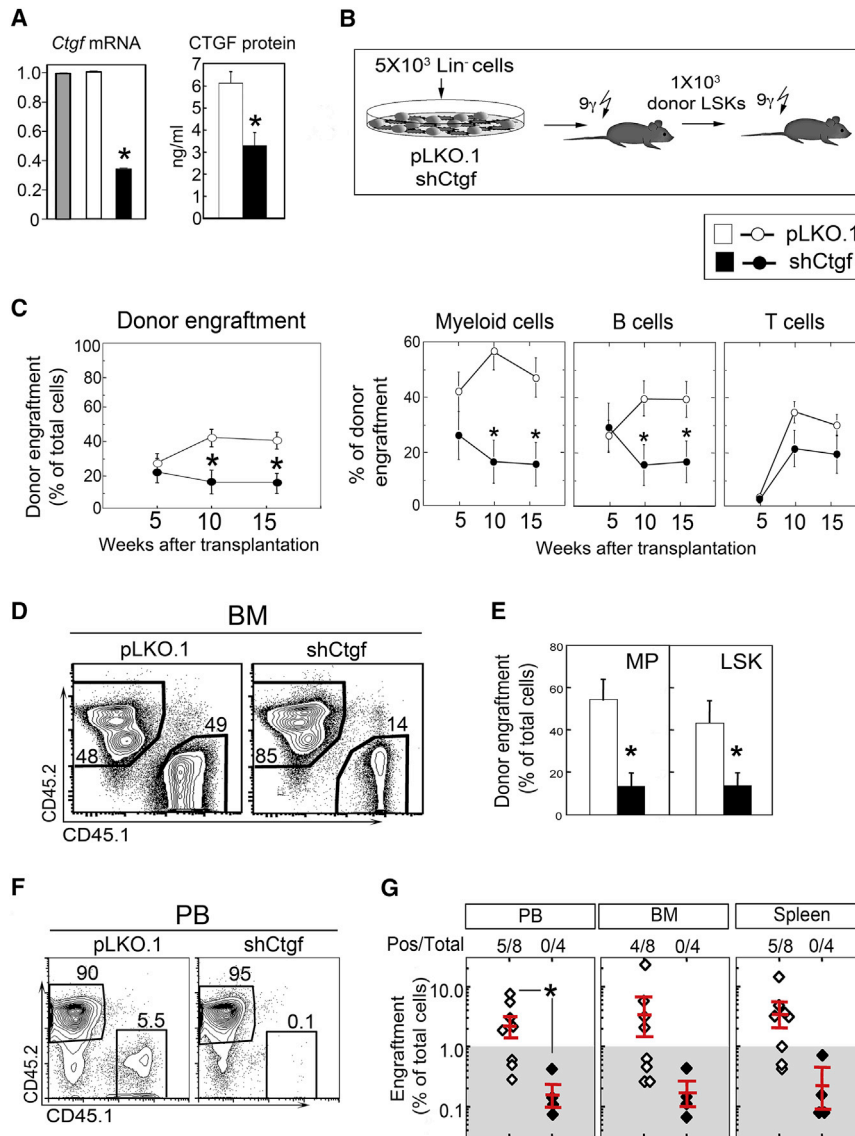 A
Ctgf mRNA
1.0
0.8
0.6
0.4
0.2
0
*
CTGF protein
ng/ml
7
6
5
4
3
2
1
0
*
B
5X10³ Lin⁻ cells
pLKO.1
shCtgf
9γ
1X10³
donor LSKs
9γ
pLKO.1
shCtgf
C
Donor engraftment
Donor engraftment
(% of total cells)
100
80
60
40
20
0
* *
5 10 15
Weeks after transplantation
Myeloid cells B cells T cells
% of donor
engraftment
60
40
20
0
* * * *
5 10 15 5 10 15 5 10 15
Weeks after transplantation
D
BM
pLKO.1 shCtgf
49 14
48 85
CD45.2
CD45.1
E
Donor engraftment
(% of total cells)
80
60
40
20
0
MP LSK
* *
F
PB
pLKO.1 shCtgf
90 95
5.5 0.1
CD45.2
CD45.1
G
PB BM Spleen
Pos/Total 5/8 0/4 4/8 0/4 5/8 0/4
Engraftment
(% of total cells)
10.0
1.0
0.1
*